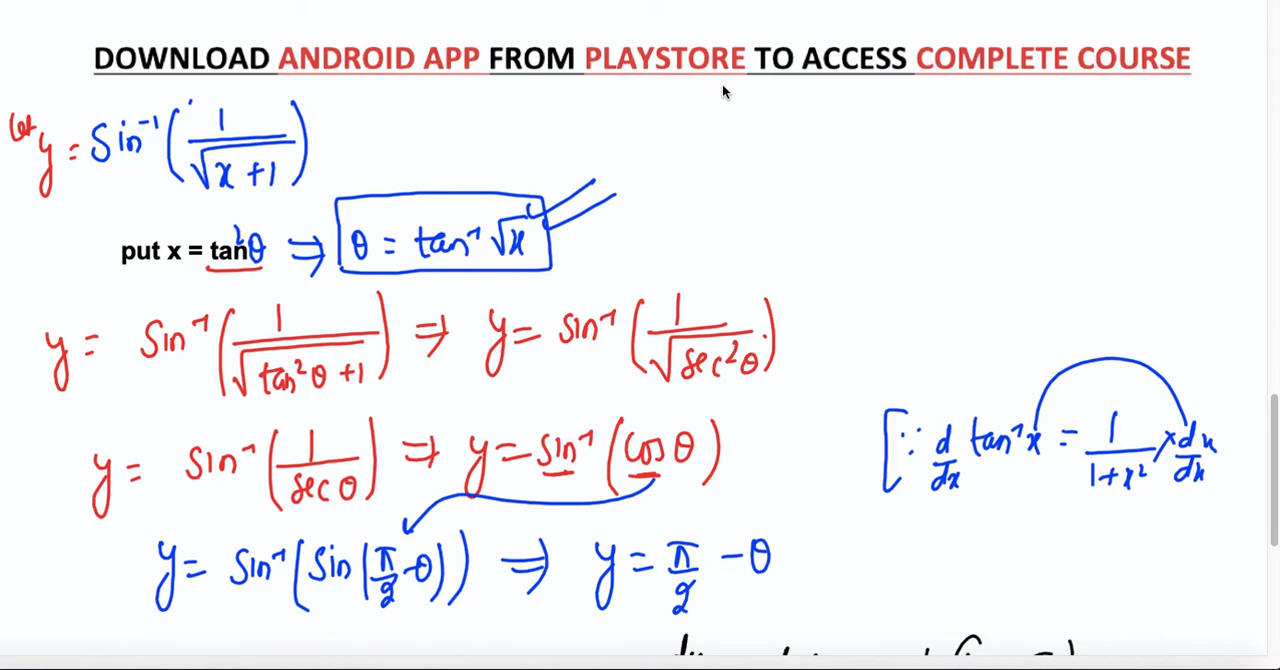 DOWNLOAD ANDROID APP FROM PLAYSTORE TO ACCESS COMPLETE COURSE
let y = Sin⁻¹(1/√(x+1))
put x = tan²θ ⇒ θ = tan⁻¹√x
y = Sin⁻¹(1/√(tan²θ+1)) ⇒ y = sin⁻¹(1/√(sec²θ))
y = sin⁻¹(1/secθ) ⇒ y = sin⁻¹(cosθ)
[∵ d/dx tan⁻¹x = 1/(1+x²) × dx/dx
y = Sin⁻¹(Sin(π/2-θ)) ⇒ y = π/2 - θ